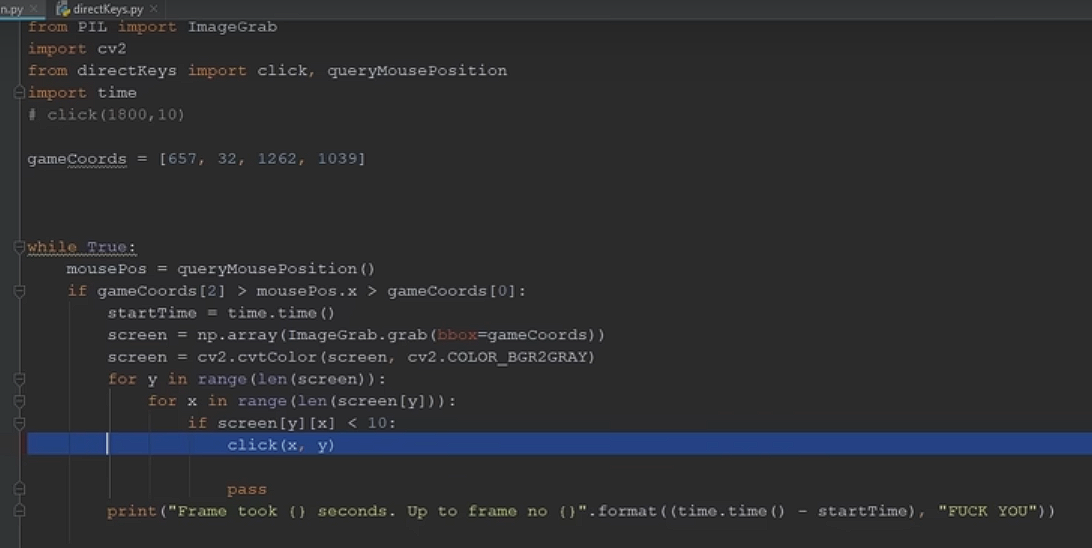 n.py × directKeys.py ×
from PIL import ImageGrab
import cv2
from directKeys import click, queryMousePosition
import time
# click(1800,10)
gameCoords = [657, 32, 1262, 1039]
while True:
mousePos = queryMousePosition()
if gameCoords[2] > mousePos.x > gameCoords[0]:
startTime = time.time()
screen = np.array(ImageGrab.grab(bbox=gameCoords))
screen = cv2.cvtColor(screen, cv2.COLOR_BGR2GRAY)
for y in range(len(screen)):
for x in range(len(screen[y])):
if screen[y][x] < 10:
click(x, y)
pass
print("Frame took {} seconds. Up to frame no {}".format((time.time() - startTime), "FUCK YOU"))